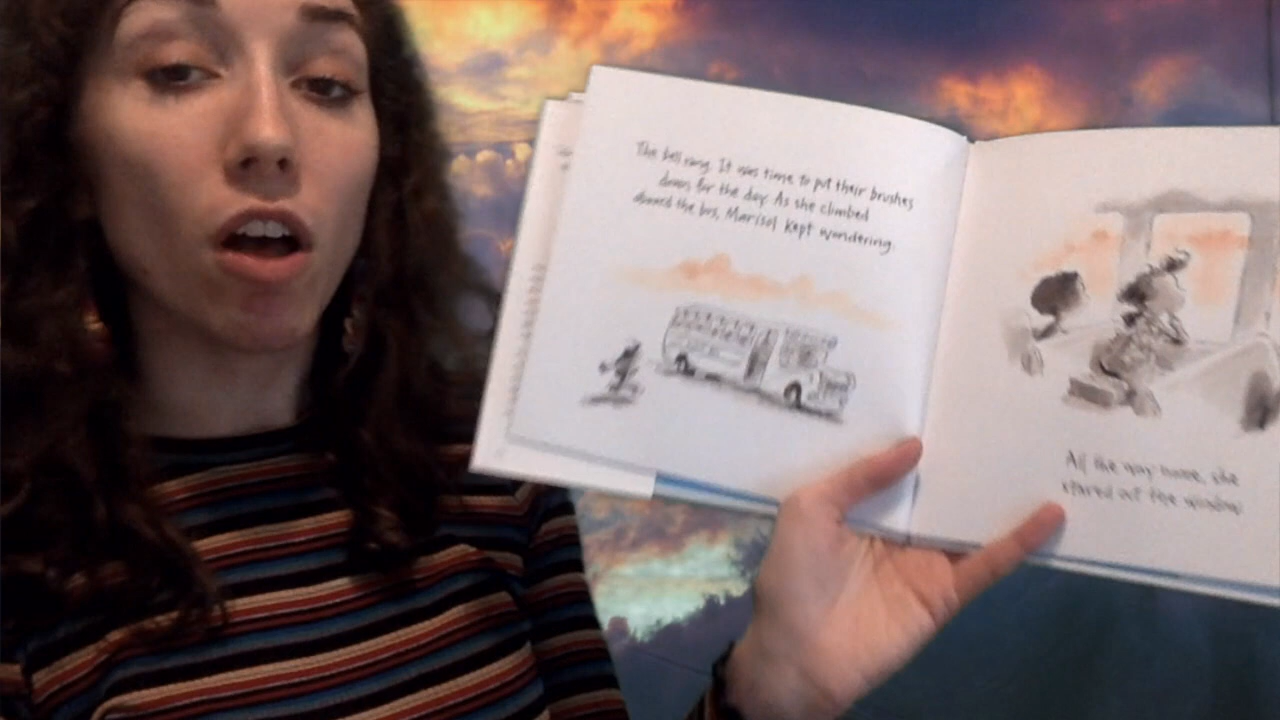 The bell rang. It was time to put their brushes
down for the day. As she climbed
aboard the bus, Marisol kept wondering.
All the way home, she
stared out the window